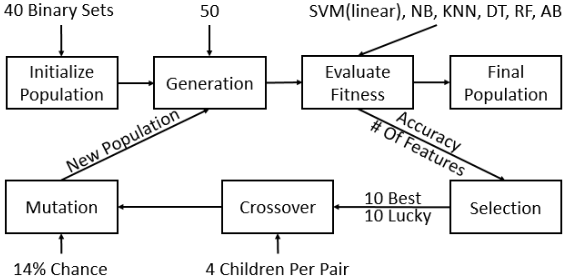 40 Binary Sets
50
SVM(linear), NB, KNN, DT, RF, AB
Initialize
Population
Generation
Evaluate
Fitness
Final
Population
New Population
Accuracy
# Of Features
Mutation
Crossover
10 Best
10 Lucky
Selection
14% Chance
4 Children Per Pair